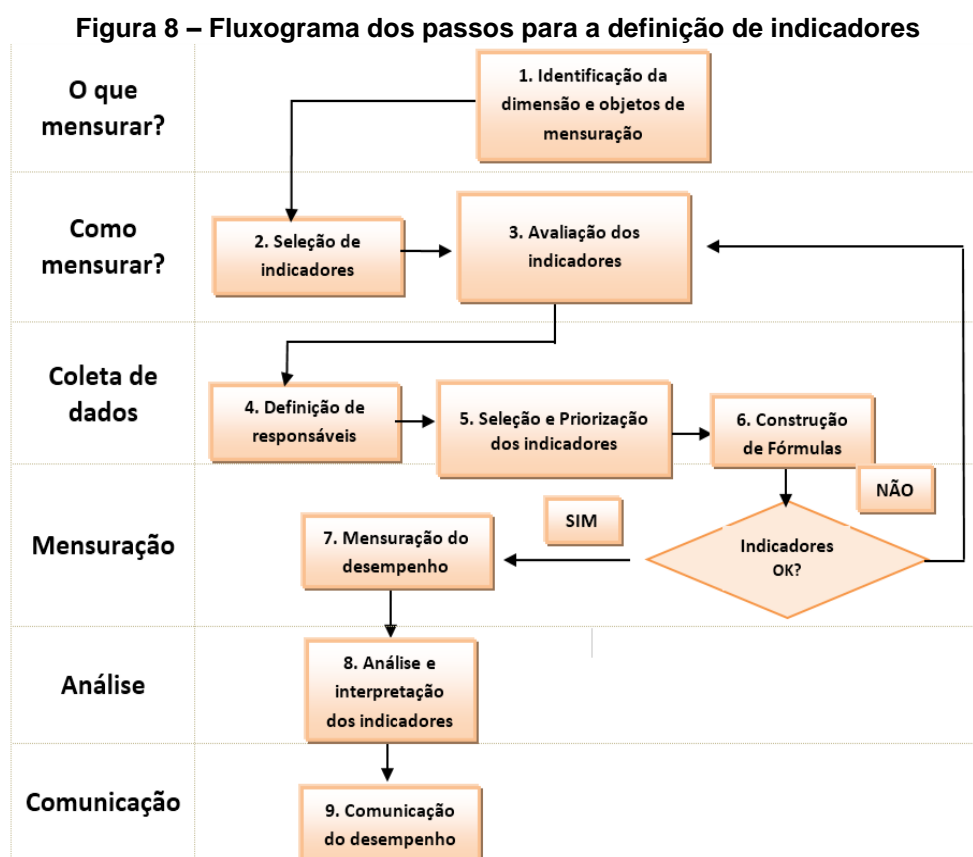 Figura 8 – Fluxograma dos passos para a definição de indicadores
O que
mensurar?
1. Identificação da
dimensão e objetos de
mensuração
Como
mensurar?
2. Seleção de
indicadores
3. Avaliação dos
indicadores
Coleta de
dados
4. Definição de
responsáveis
5. Seleção e Priorização
dos indicadores
6. Construção
de Fórmulas
NÃO
Mensuração
7. Mensuração do
desempenho
SIM
Indicadores
OK?
Análise
8. Análise e
interpretação
dos indicadores
Comunicação
9. Comunicação
do desempenho